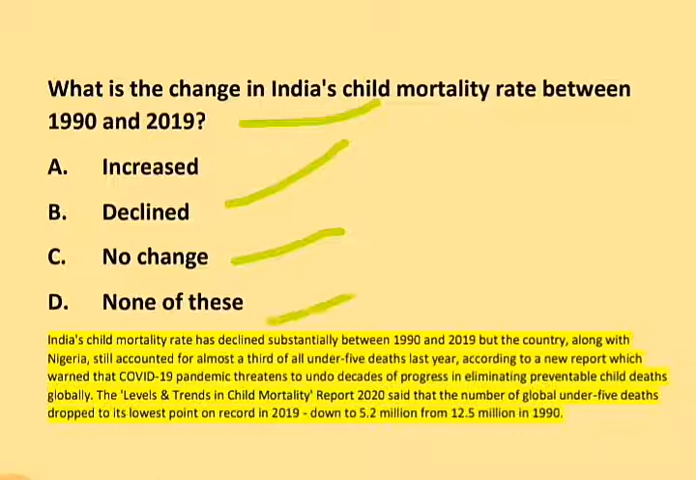 What is the change in India's child mortality rate between
1990 and 2019?
A. Increased
B. Declined
C. No change
D. None of these
India's child mortality rate has declined substantially between 1990 and 2019 but the country, along with
Nigeria, still accounted for almost a third of all under-five deaths last year, according to a new report which
warned that COVID-19 pandemic threatens to undo decades of progress in eliminating preventable child deaths
globally. The 'Levels & Trends in Child Mortality' Report 2020 said that the number of global under-five deaths
dropped to its lowest point on record in 2019 - down to 5.2 million from 12.5 million in 1990.